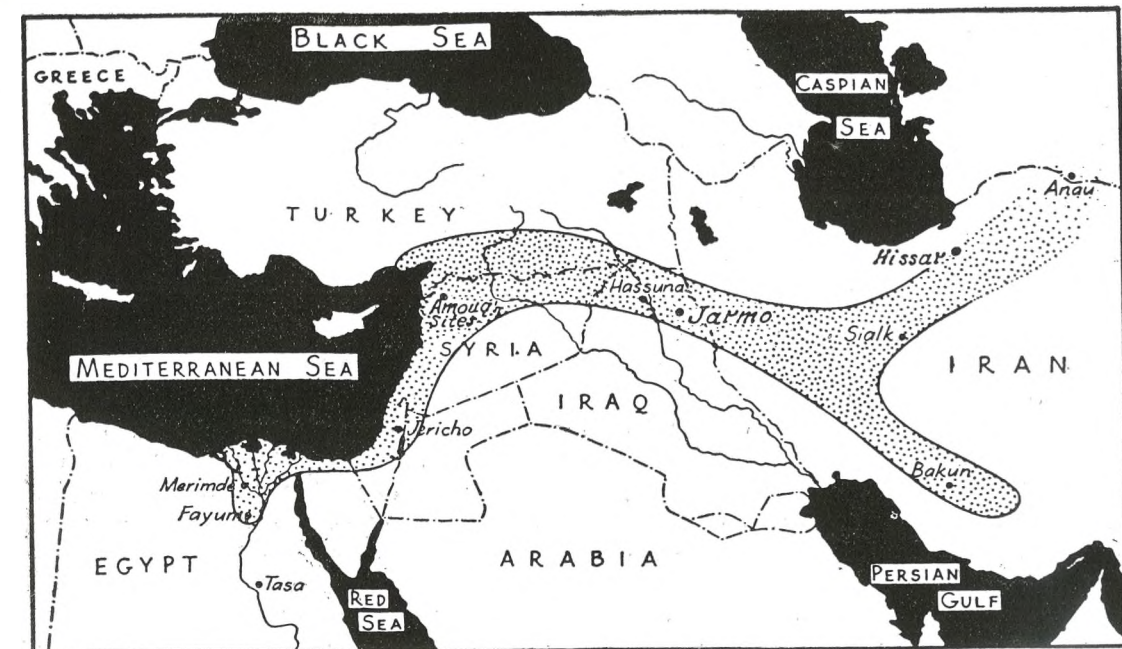 BLACK SEA
GREECE
CASPIAN
SEA
Anau
TURKEY
Hissar
Hassuna
Amouq
sites
Jarmo
Sialk
SYRIA
MEDITERRANEAN SEA
IRAN
IRAQ
Jericho
Bakun
Merimde
Fayum
ARABIA
EGYPT
Tasa
PERSIAN
GULF
RED
SEA